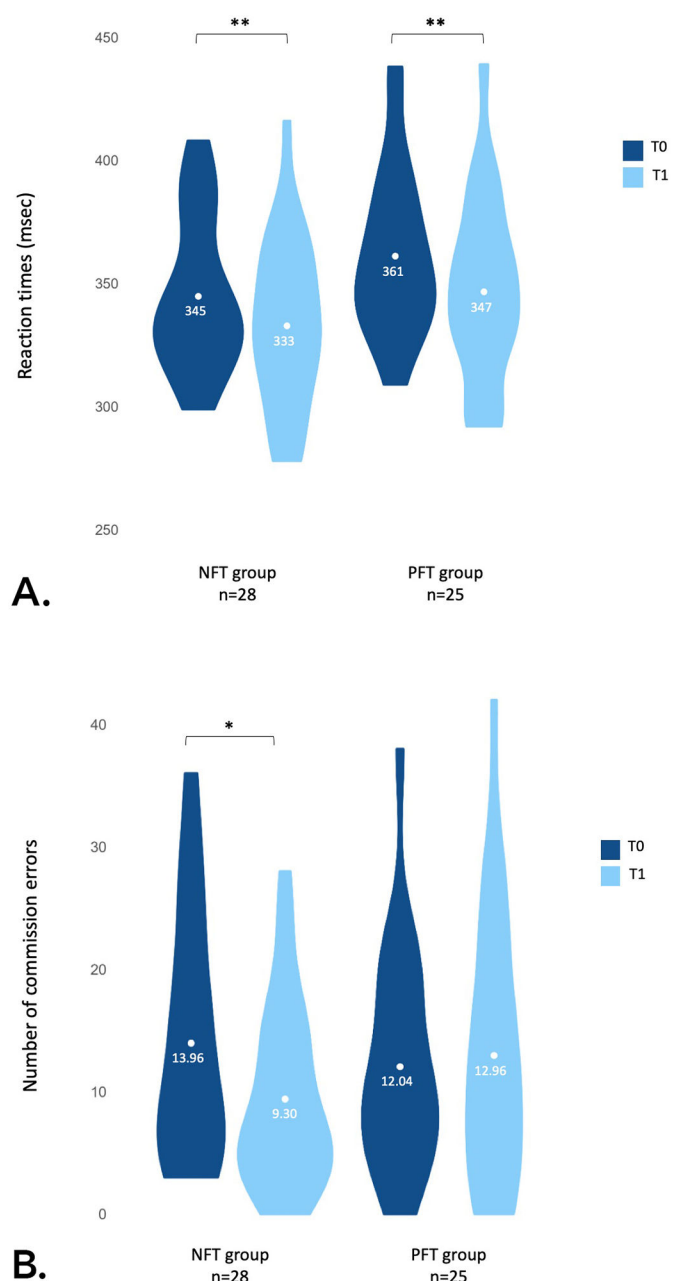 450
**
**
400
T0
T1
350
361
345
347
333
300
250
Reaction times (msec)
NFT group
n=28
PFT group
n=25
A.
40
*
30
T0
T1
20
13.96
12.04
12.96
9.30
10
0
Number of commission errors
NFT group
n=28
PFT group
n=25
B.